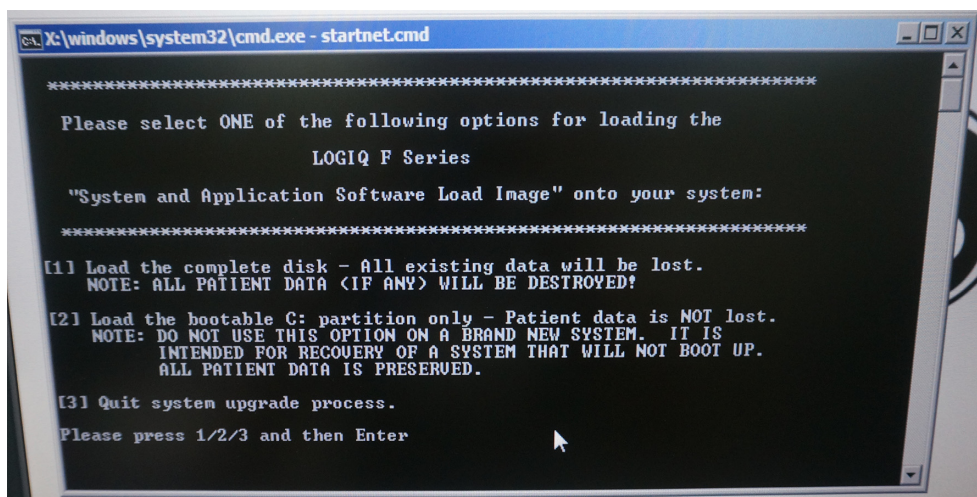 X:\windows\system32\cmd.exe - startnet.cmd
*********************************************************************
Please select ONE of the following options for loading the
LOGIQ F Series
"System and Application Software Load Image" onto your system:
*********************************************************************
[1] Load the complete disk - All existing data will be lost.
NOTE: ALL PATIENT DATA (IF ANY) WILL BE DESTROYED!
[2] Load the bootable C: partition only - Patient data is NOT lost.
NOTE: DO NOT USE THIS OPTION ON A BRAND NEW SYSTEM. IT IS
INTENDED FOR RECOVERY OF A SYSTEM THAT WILL NOT BOOT UP.
ALL PATIENT DATA IS PRESERVED.
[3] Quit system upgrade process.
Please press 1/2/3 and then Enter